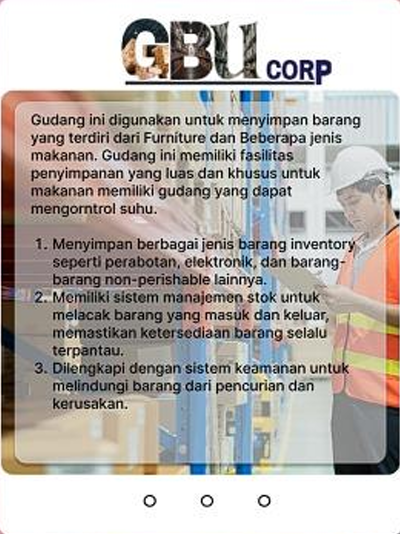 GBU CORP
Gudang ini digunakan untuk menyimpan barang
yang terdiri dari Furniture dan Beberapa jenis
makanan. Gudang ini memiliki fasilitas
penyimpanan yang luas dan khusus untuk
makanan memiliki gudang yang dapat
mengorntrol suhu.
1. Menyimpan berbagai jenis barang inventory
seperti perabotan, elektronik, dan barang-
barang non-perishable lainnya.
2. Memiliki sistem manajemen stok untuk
melacak barang yang masuk dan keluar,
memastikan ketersediaan barang selalu
terpantau.
3. Dilengkapi dengan sistem keamanan untuk
melindungi barang dari pencurian dan
kerusakan.